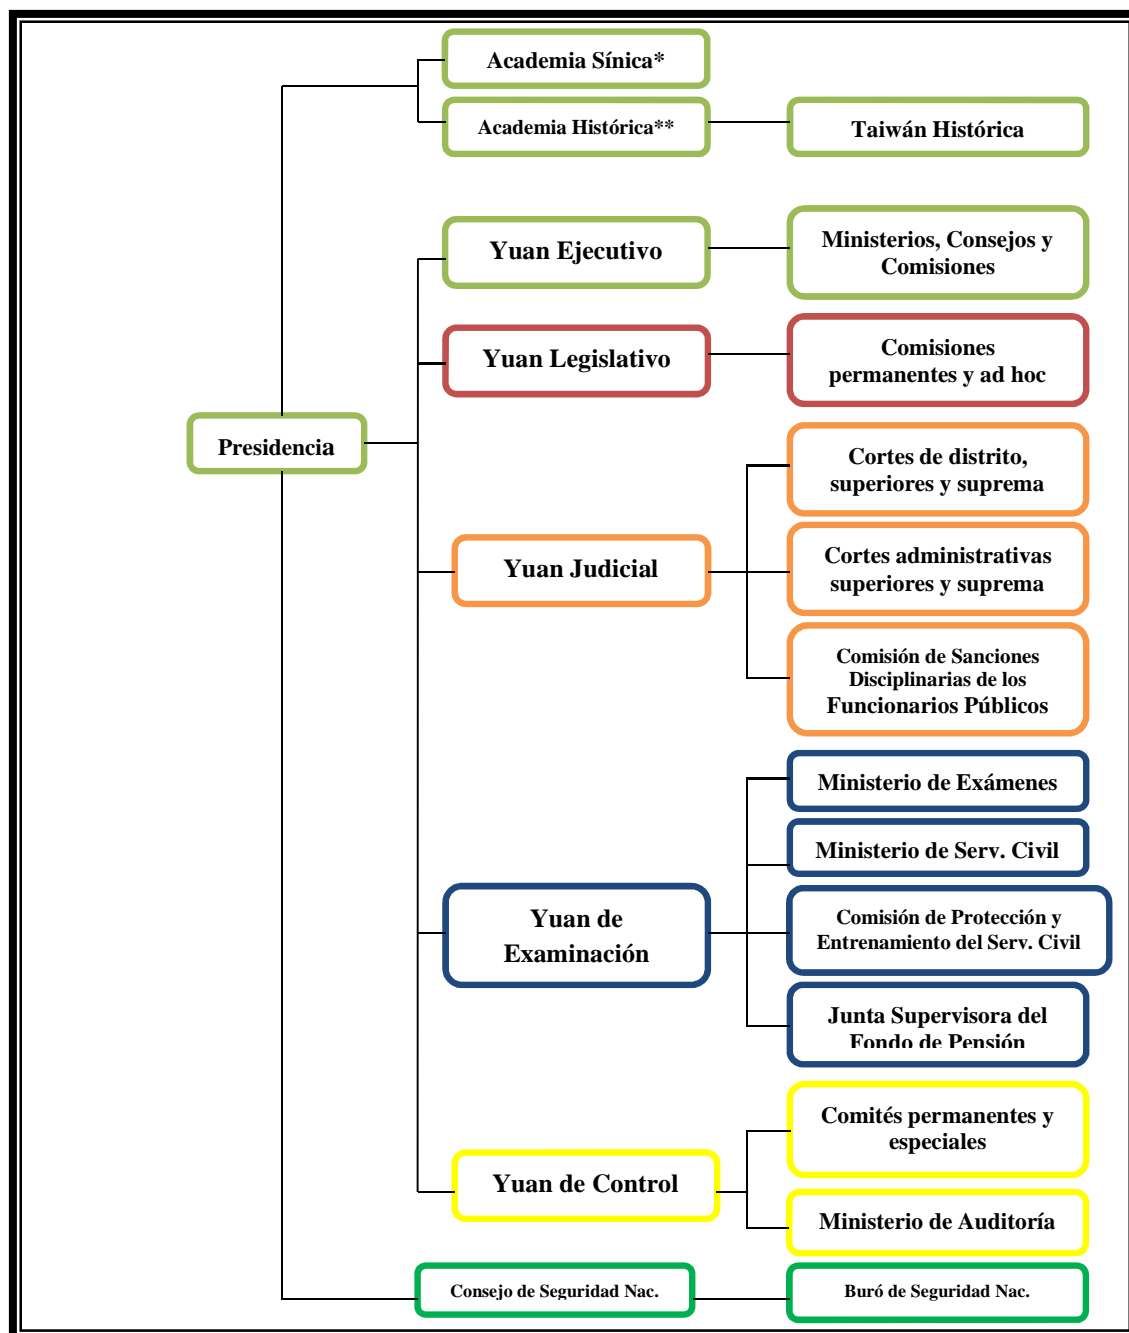 Academia Sínica*
Academia Histórica**
Taiwán Histórica
Yuan Ejecutivo
Ministerios, Consejos y
Comisiones
Yuan Legislativo
Comisiones
permanentes y ad hoc
Presidencia
Cortes de distrito,
superiores y suprema
Yuan Judicial
Cortes administrativas
superiores y suprema
Comisión de Sanciones
Disciplinarias de los
Funcionarios Públicos
Ministerio de Exámenes
Ministerio de Serv. Civil
Yuan de
Examinación
Comisión de Protección y
Entrenamiento del Serv. Civil
Junta Supervisora del
Fondo de Pensión
Comités permanentes y
especiales
Yuan de Control
Ministerio de Auditoría
Consejo de Seguridad Nac.
Buró de Seguridad Nac.